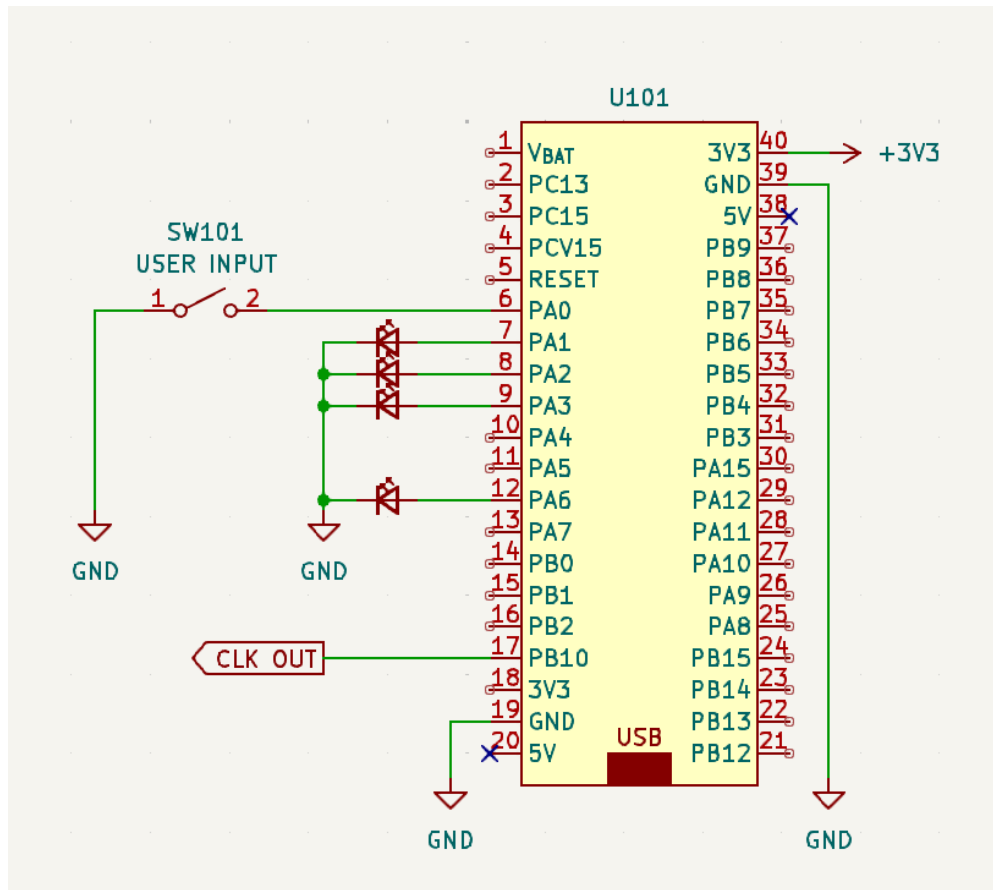 U101
1 VBAT
2 PC13
3 PC15
4 PCV15
5 RESET
6 PA0
7 PA1
8 PA2
9 PA3
10 PA4
11 PA5
12 PA6
13 PA7
14 PB0
15 PB1
16 PB2
17 PB10
18 3V3
19 GND
20 5V
3V3 40
GND 39
5V 38
PB9 37
PB8 36
PB7 35
PB6 34
PB5 33
PB4 32
PB3 31
PA15 30
PA12 29
PA11 28
PA10 27
PA9 26
PA8 25
PB15 24
PB14 23
PB13 22
PB12 21
USB
+3V3
SW101
USER INPUT
1 2
GND
GND
CLK OUT
GND
GND